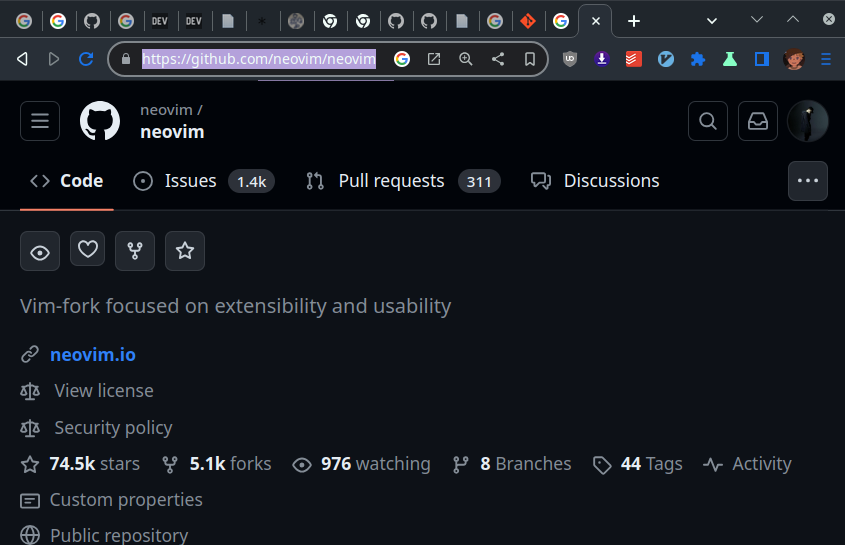 DEV DEV
https://github.com/neovim/neovim
neovim /
neovim
Code Issues 1.4k Pull requests 311 Discussions
Vim-fork focused on extensibility and usability
neovim.io
View license
Security policy
74.5k stars 5.1k forks 976 watching 8 Branches 44 Tags Activity
Custom properties
Public repository